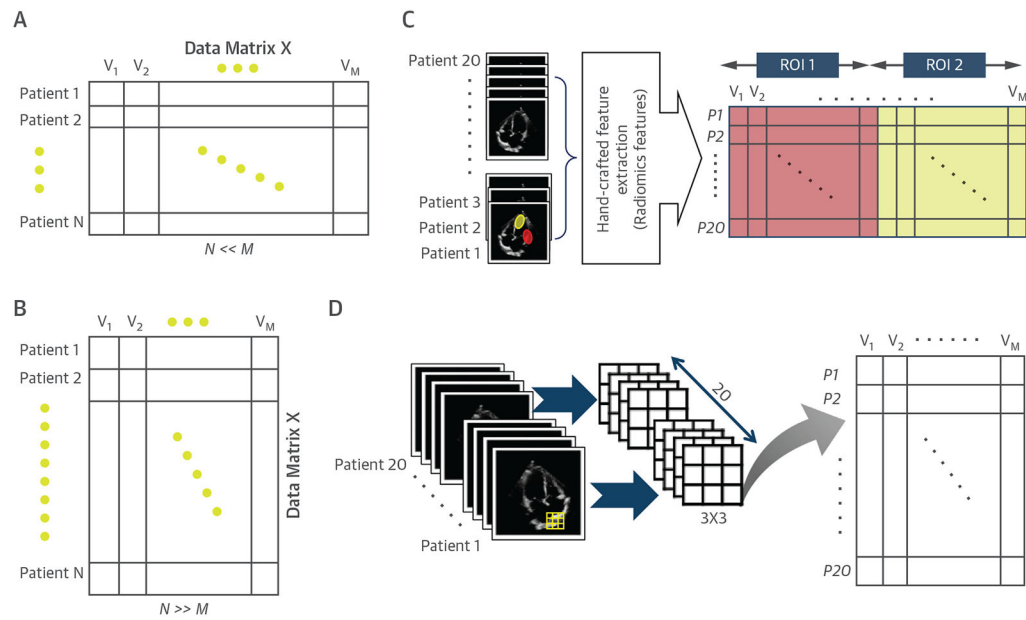 A
Data Matrix X
V1 V2 VM
Patient 1
Patient 2
Patient N
N << M
B
V1 V2 VM
Patient 1
Patient 2
Data Matrix X
Patient N
N >> M
C
Patient 20
Patient 3
Patient 2
Patient 1
Hand-crafted feature
extraction
(Radiomics features)
ROI 1 ROI 2
V1 V2 VM
P1
P2
P20
D
Patient 20
Patient 1
20
3X3
V1 V2 VM
P1
P2
P20